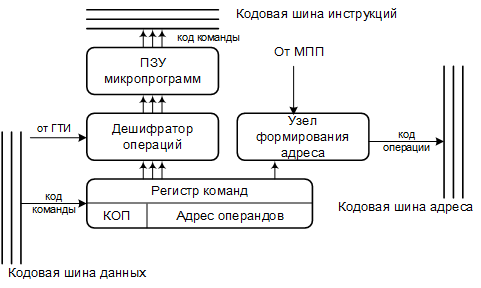 Кодовая шина инструкций
код команды
ПЗУ
микропрограмм
От МПП
от ГТИ
Дешифратор
операций
Узел
формирования
адреса
код
операции
код
команды
Регистр команд
КОП
Адрес операндов
Кодовая шина адреса
Кодовая шина данных